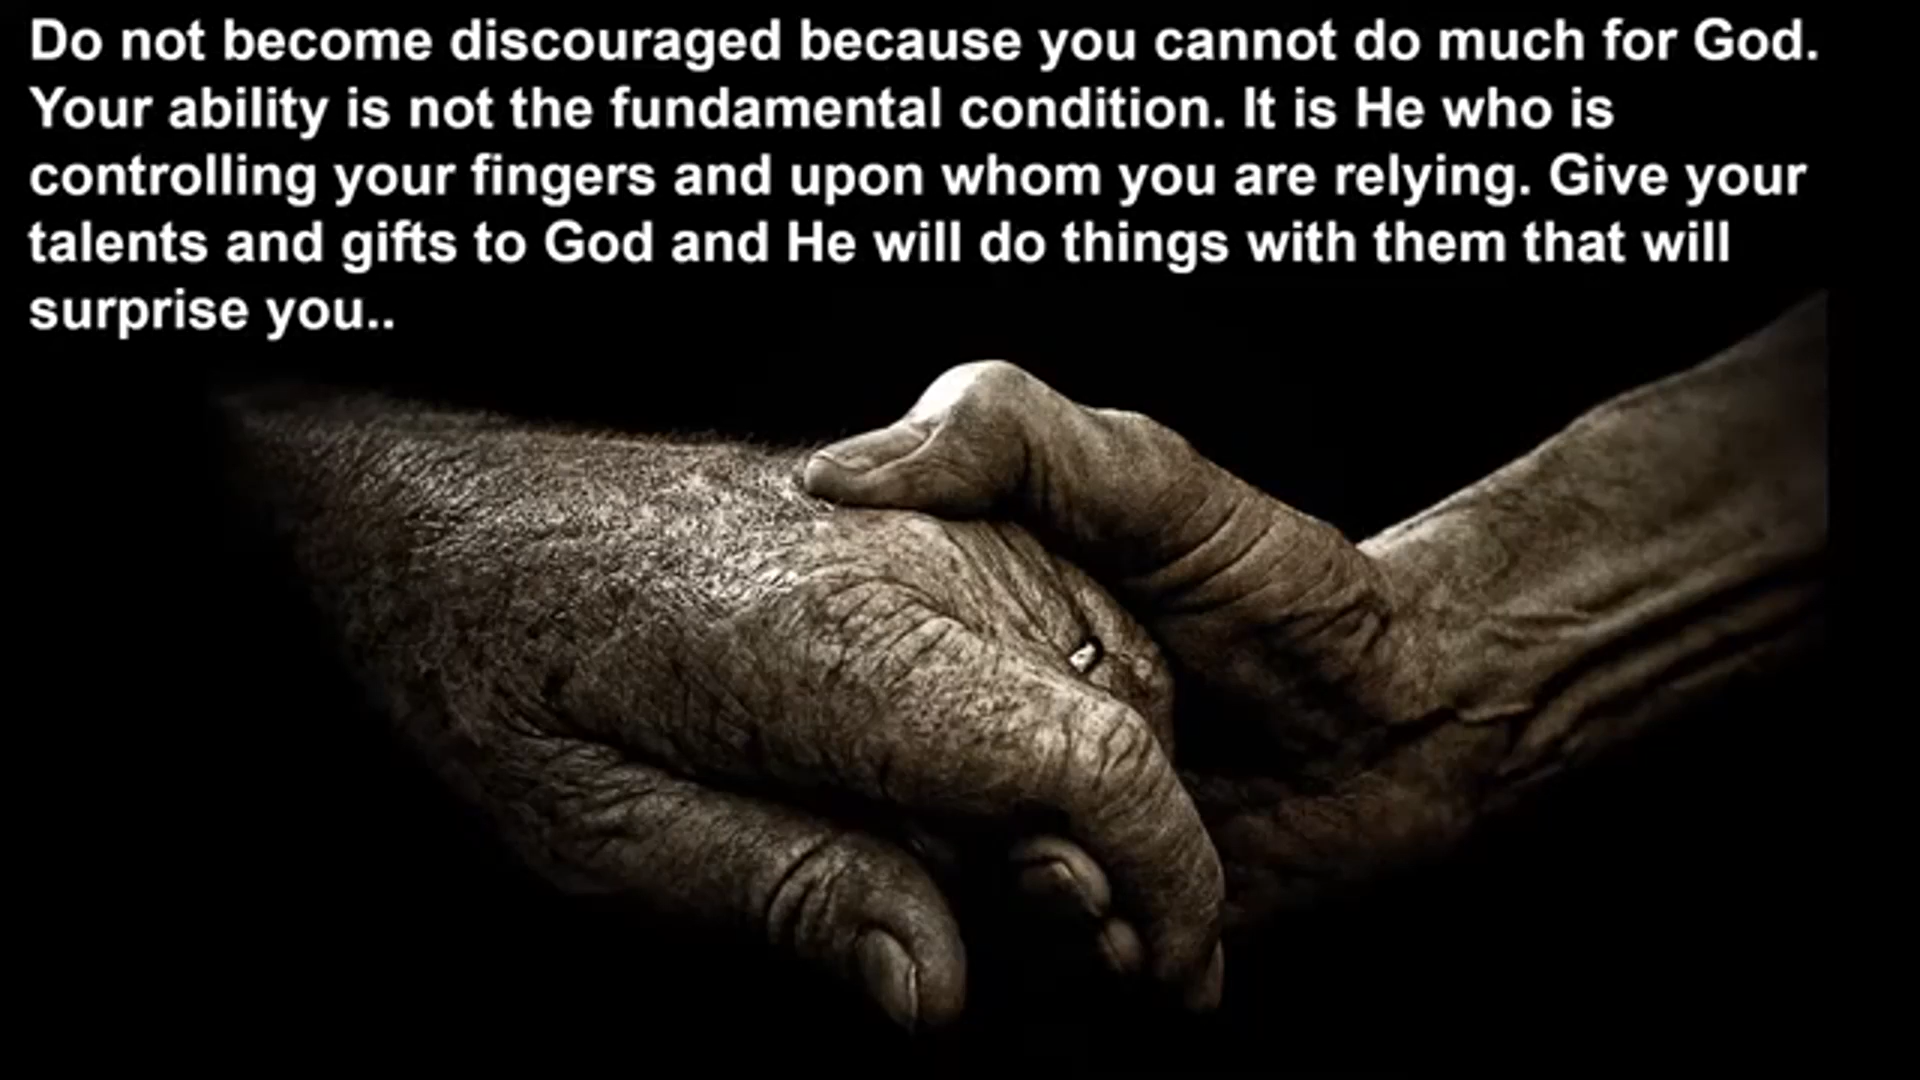 Do not become discouraged because you cannot do much for God.
Your ability is not the fundamental condition. It is He who is
controlling your fingers and upon whom you are relying. Give your
talents and gifts to God and He will do things with them that will
surprise you..